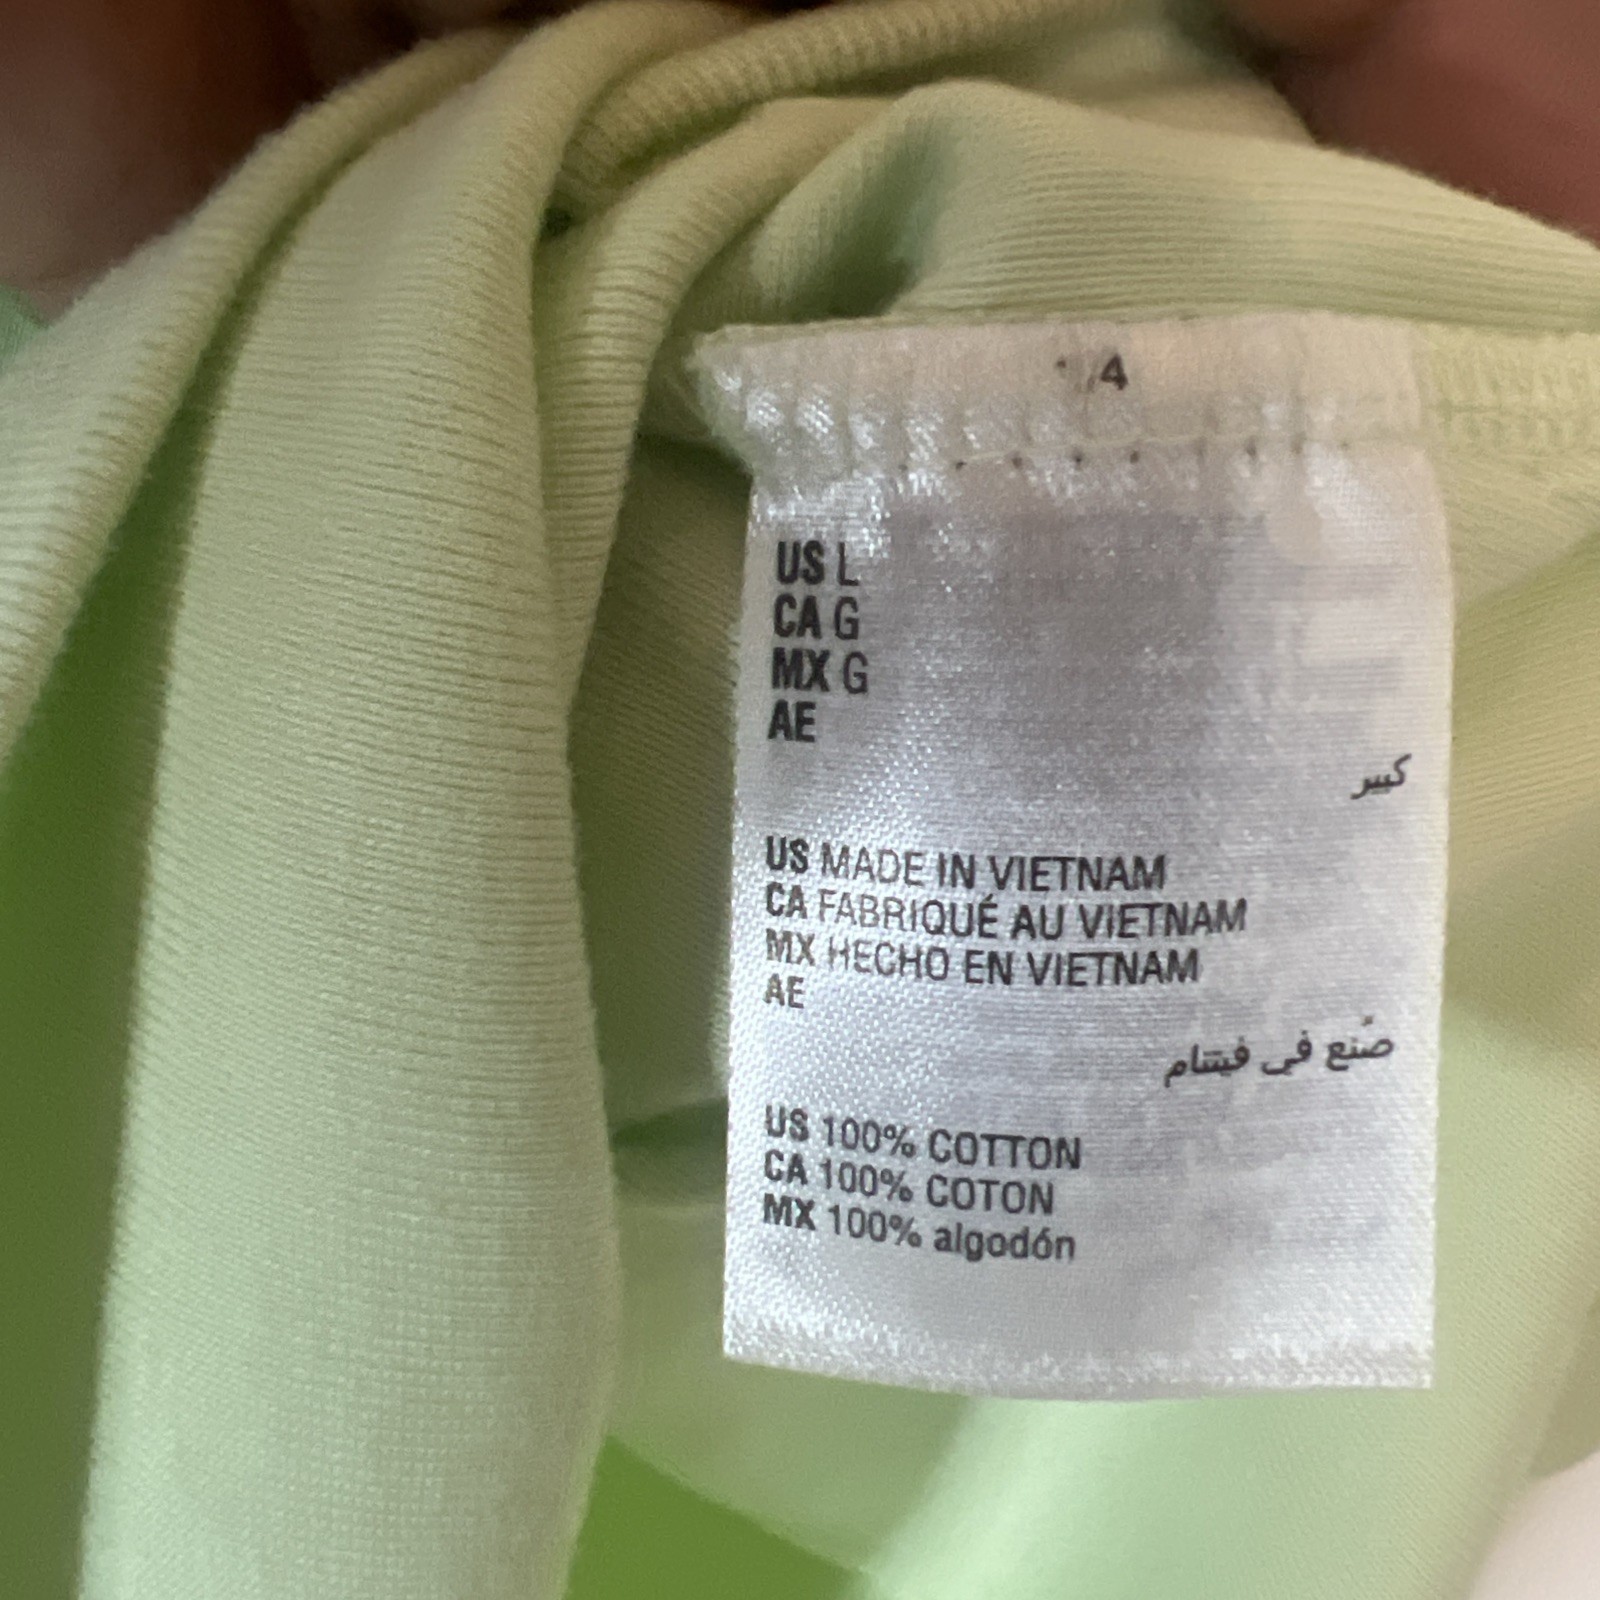 /4
US L
CA G
MX G
AE
كبير
US MADE IN VIETNAM
CA FABRIQUÉ AU VIETNAM
MX HECHO EN VIETNAM
AE
صُنع في فيتنام
US 100% COTTON
CA 100% COTON
MX 100% algodón